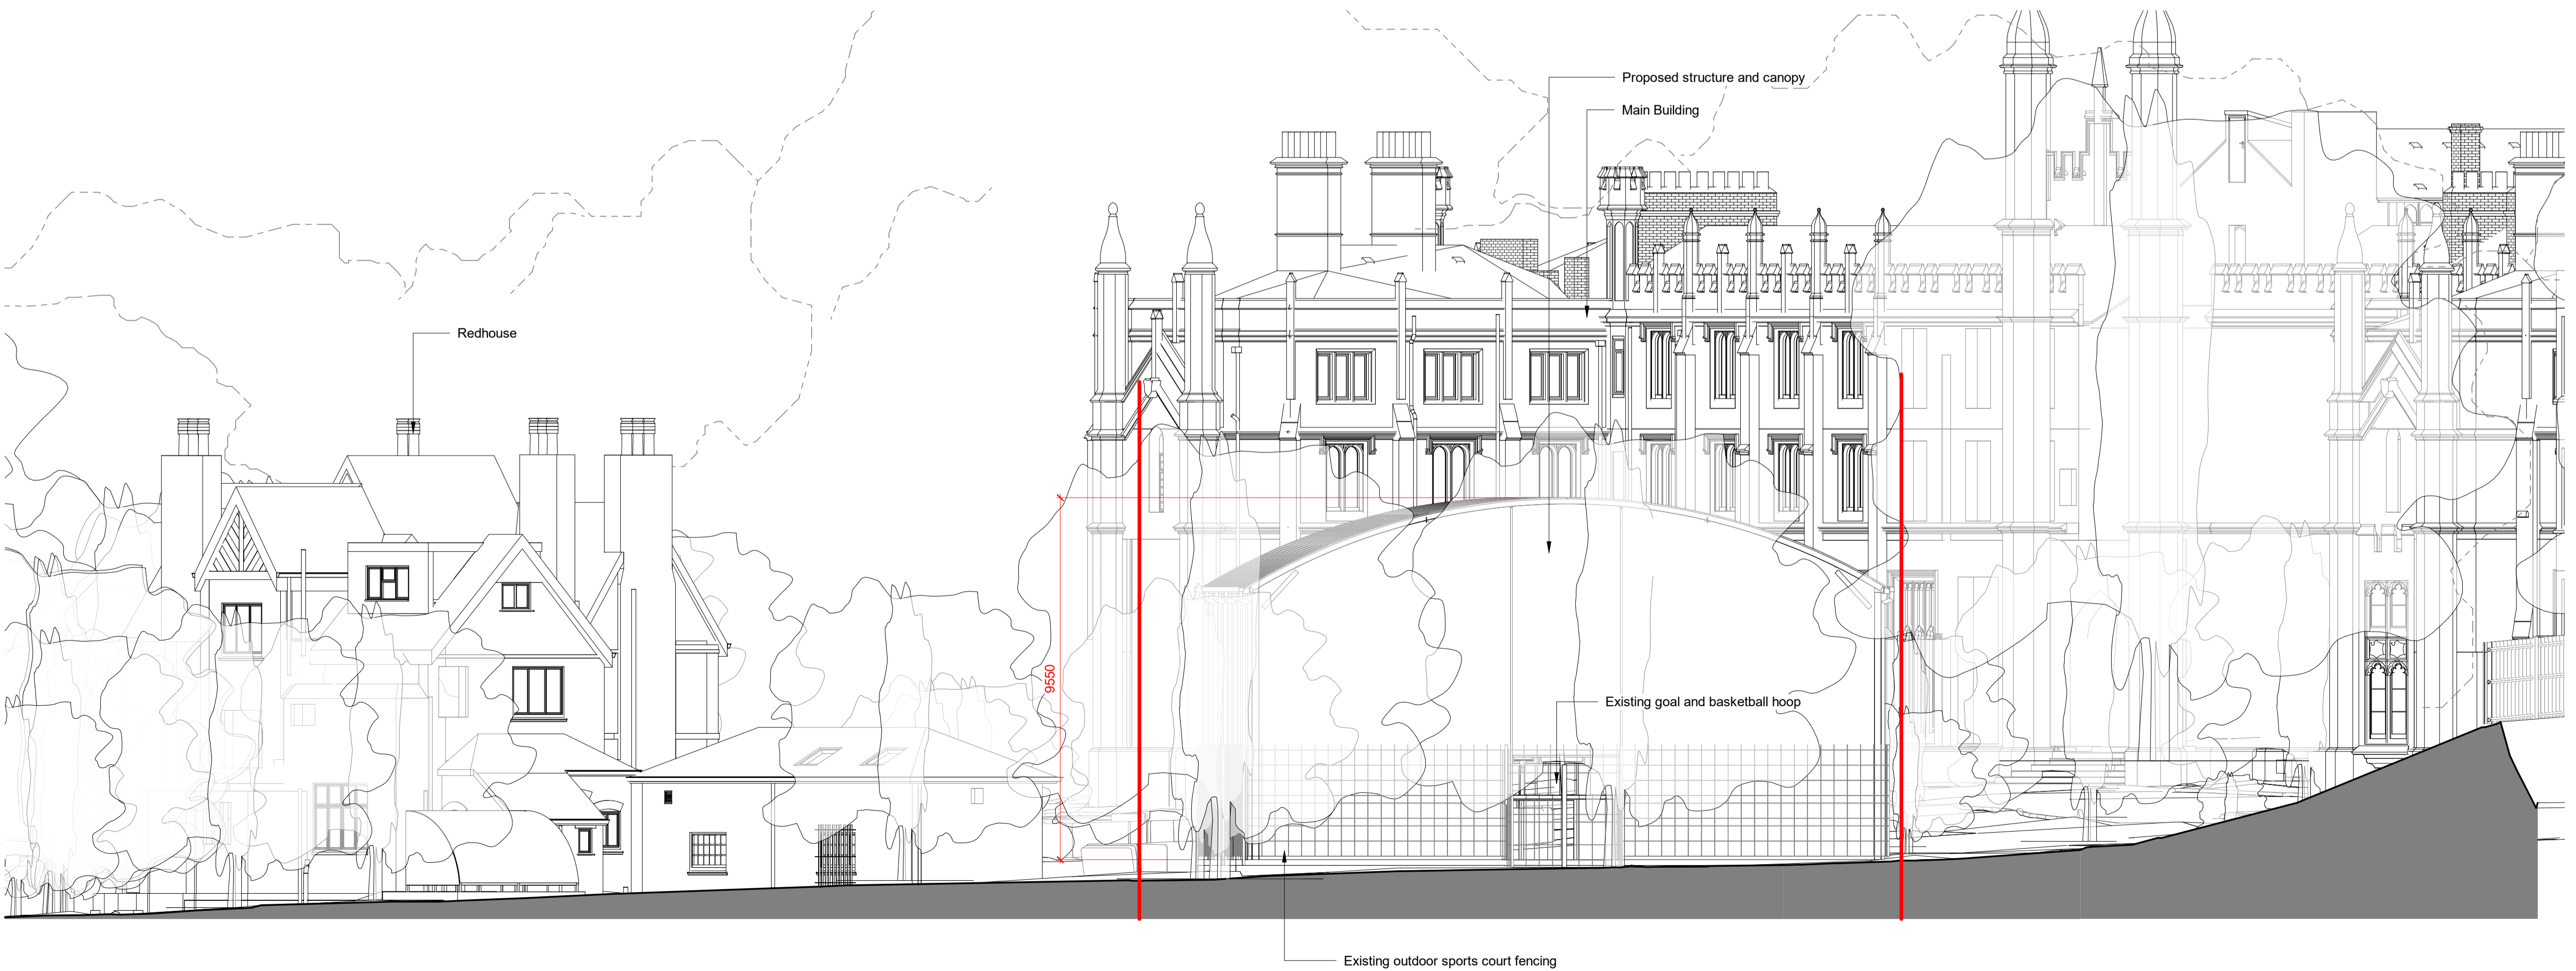 Proposed structure and canopy
Main Building
Redhouse
9550
Existing goal and basketball hoop
Existing outdoor sports court fencing